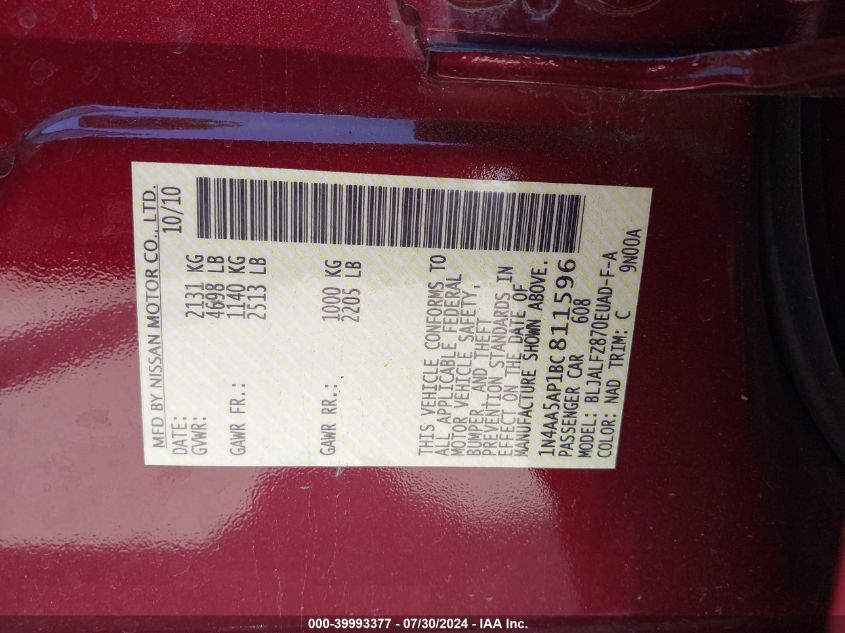 MFD BY NISSAN MOTOR CO., LTD.
DATE: 10/10
GVWR: 2131 KG
4698 LB
GAWR FR.: 1140 KG
2513 LB
GAWR RR.: 1000 KG
2205 LB
THIS VEHICLE CONFORMS TO
ALL APPLICABLE FEDERAL
MOTOR VEHICLE SAFETY,
BUMPER, AND THEFT
PREVENTION STANDARDS IN
EFFECT ON THE DATE OF
MANUFACTURE SHOWN ABOVE.
1N4AA5AP1BC811596
PASSENGER CAR 608
MODEL: BLJALFZ870EUAD-F-A
COLOR: NAD TRIM: C 9N00A
000-39993377 - 07/30/2024 - IAA Inc.